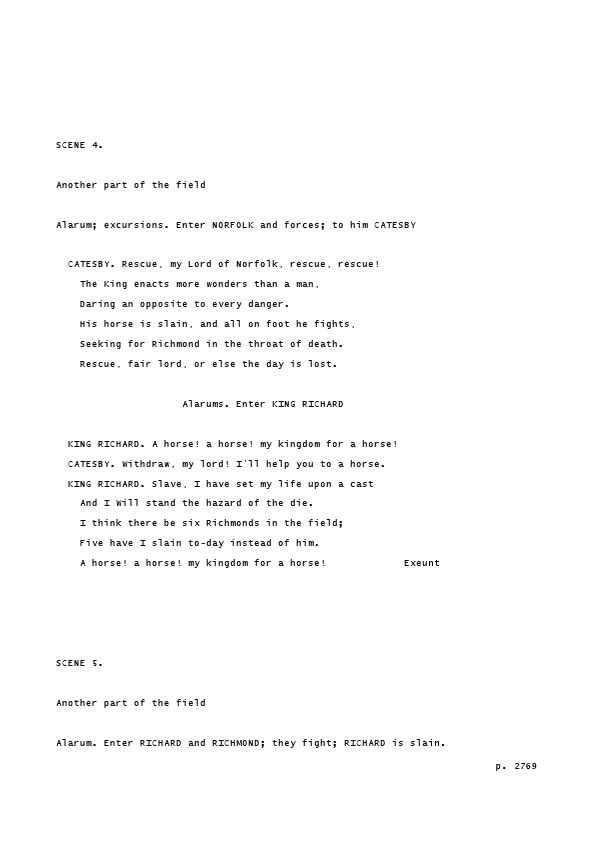 SCENE 4.
Another part of the field
Alarum; excursions. Enter NORFOLK and forces; to him CATESBY
CATESBY. Rescue, my Lord of Norfolk, rescue, rescue!
The King enacts more wonders than a man,
Daring an opposite to every danger.
His horse is slain, and all on foot he fights,
Seeking for Richmond in the throat of death.
Rescue, fair lord, or else the day is lost.
Alarums. Enter KING RICHARD
KING RICHARD. A horse! a horse! my kingdom for a horse!
CATESBY. Withdraw, my lord! I'll help you to a horse.
KING RICHARD. Slave, I have set my life upon a cast
And I Will stand the hazard of the die.
I think there be six Richmonds in the field;
Five have I slain to-day instead of him.
A horse! a horse! my kingdom for a horse! Exeunt
SCENE 5.
Another part of the field
Alarum. Enter RICHARD and RICHMOND; they fight; RICHARD is slain.
p. 2769